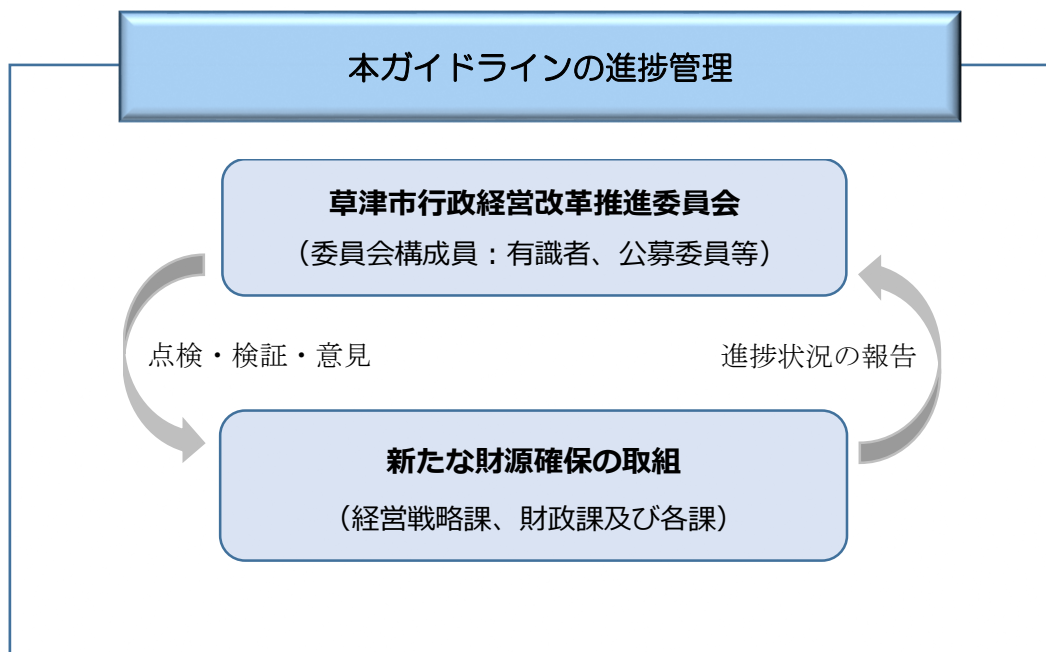 本ガイドラインの進捗管理
草津市行政経営改革推進委員会
（委員会構成員：有識者、公募委員等）
点検・検証・意見
進捗状況の報告
新たな財源確保の取組
（経営戦略課、財政課及び各課）